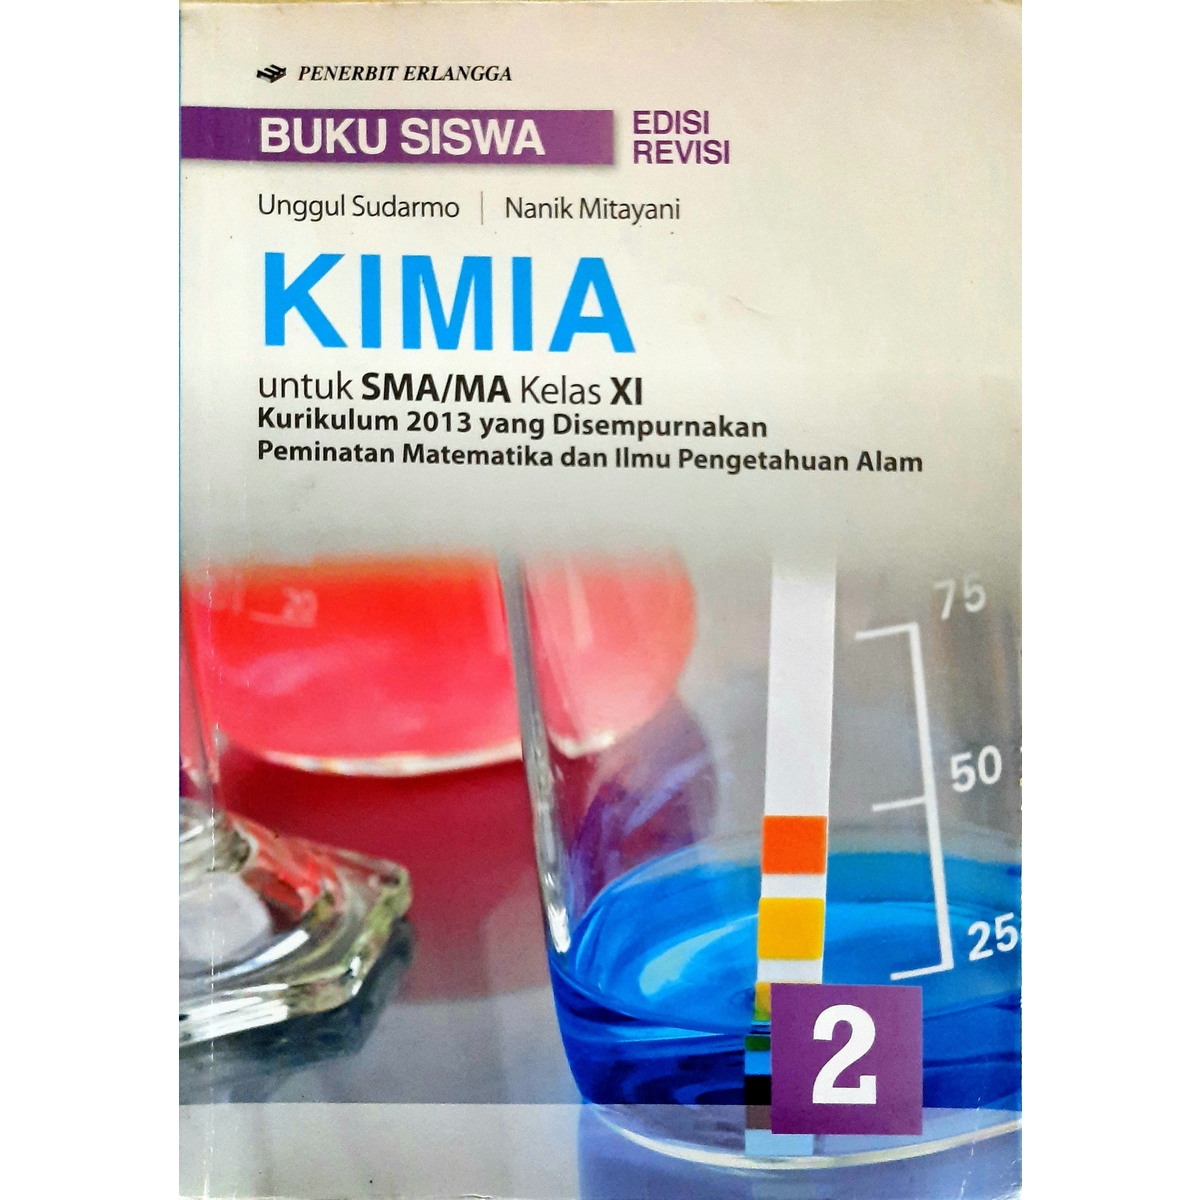 PENERBIT ERLANGGA
BUKU SISWA
EDISI
REVISI
Unggul Sudarmo | Nanik Mitayani
KIMIA
untuk SMA/MA Kelas XI
Kurikulum 2013 yang Disempurnakan
Peminatan Matematika dan Ilmu Pengetahuan Alam
20
75
50
25
2